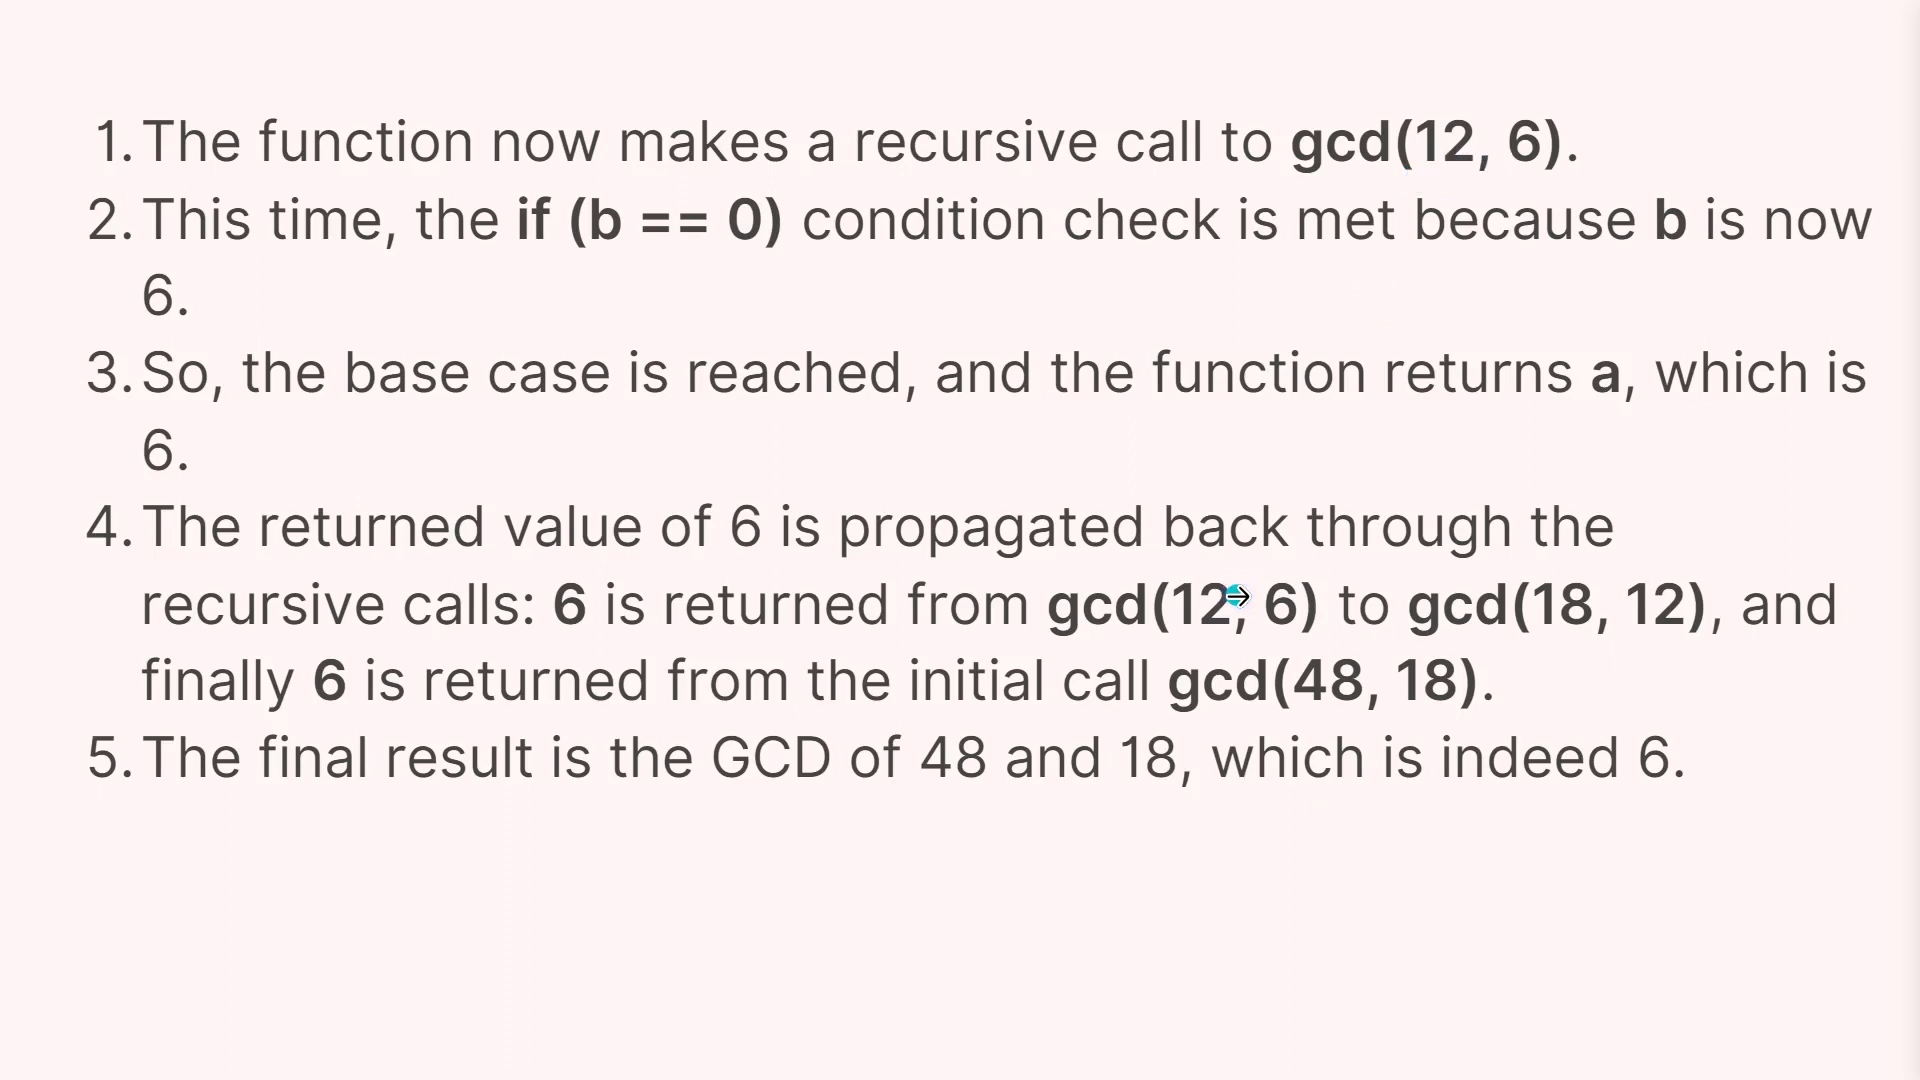 1. The function now makes a recursive call to gcd(12, 6).
2. This time, the if (b == 0) condition check is met because b is now
6.
3. So, the base case is reached, and the function returns a, which is
6.
4. The returned value of 6 is propagated back through the
recursive calls: 6 is returned from gcd(12, 6) to gcd(18, 12), and
finally 6 is returned from the initial call gcd(48, 18).
5. The final result is the GCD of 48 and 18, which is indeed 6.